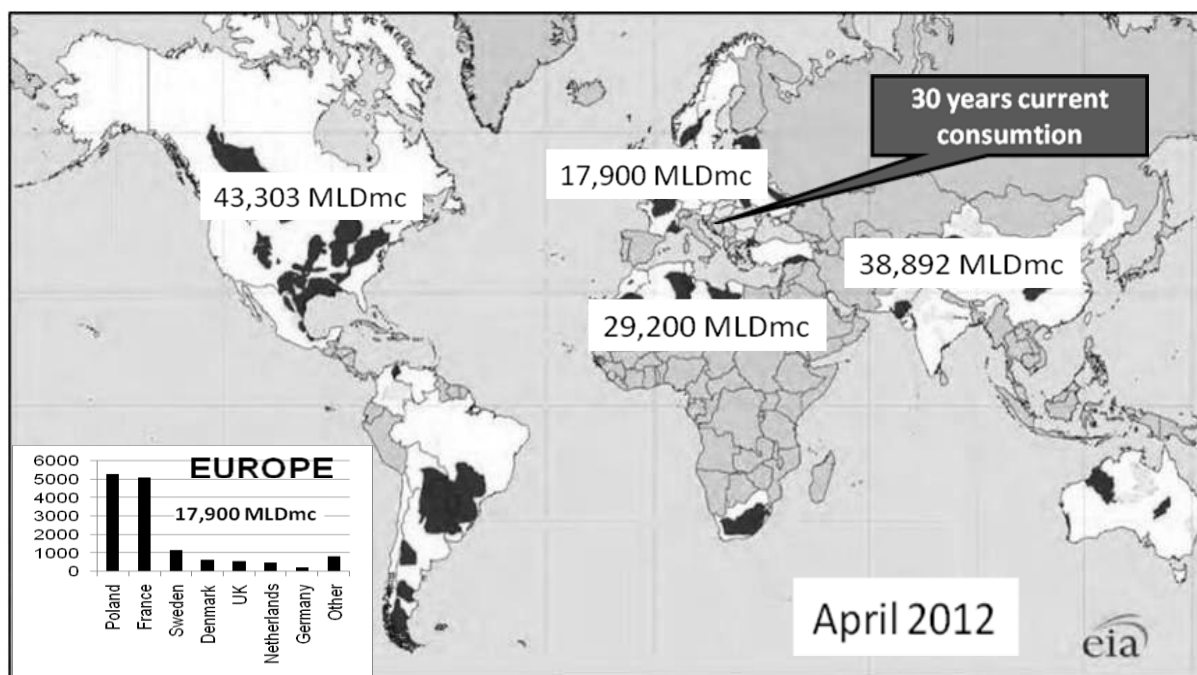 30 years current
consumtion
17,900 MLDmc
43,303 MLDmc
38,892 MLDmc
29,200 MLDmc
EUROPE
17,900 MLDmc
6000
5000
4000
3000
2000
1000
0
Poland
France
Sweden
Denmark
UK
Netherlands
Germany
Other
April 2012
eia